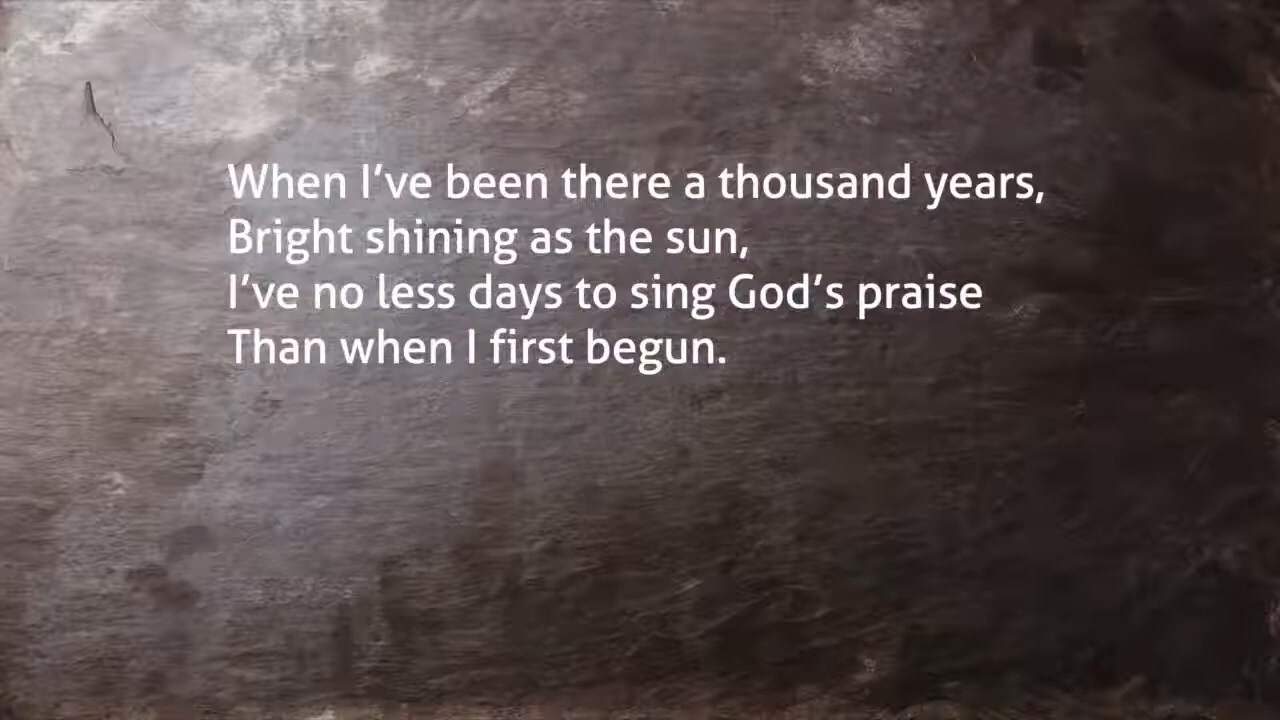 When I've been there a thousand years,
Bright shining as the sun,
I've no less days to sing God's praise
Than when I first begun.